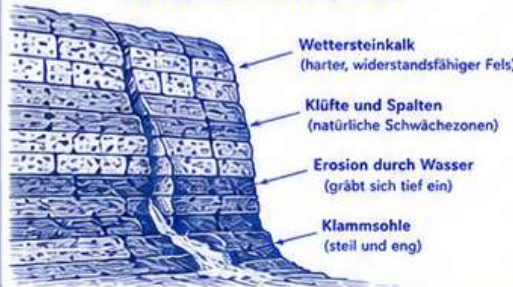 Wettersteinkalk
(harter, widerstandsfähiger Fels)
Klüfte und Spalten
(natürliche Schwächezonen)
Erosion durch Wasser
(gräbt sich tief ein)
Klammsohle
(steil und eng)